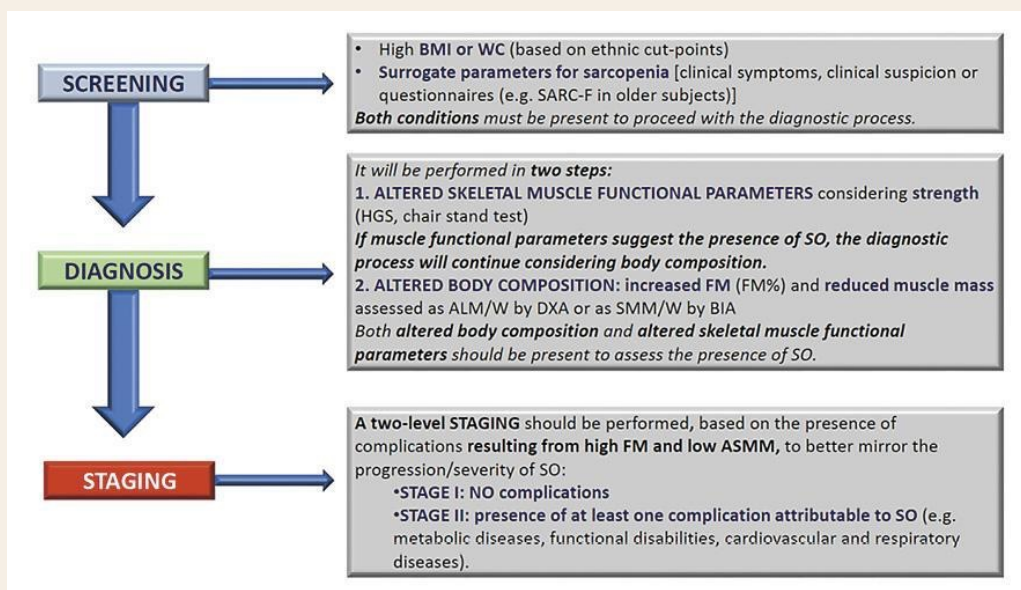 SCREENING
• High BMI or WC (based on ethnic cut-points)
• Surrogate parameters for sarcopenia [clinical symptoms, clinical suspicion or
questionnaires (e.g. SARC-F in older subjects)]
Both conditions must be present to proceed with the diagnostic process.
DIAGNOSIS
It will be performed in two steps:
1. ALTERED SKELETAL MUSCLE FUNCTIONAL PARAMETERS considering strength
(HGS, chair stand test)
If muscle functional parameters suggest the presence of SO, the diagnostic
process will continue considering body composition.
2. ALTERED BODY COMPOSITION: increased FM (FM%) and reduced muscle mass
assessed as ALM/W by DXA or as SMM/W by BIA
Both altered body composition and altered skeletal muscle functional
parameters should be present to assess the presence of SO.
STAGING
A two-level STAGING should be performed, based on the presence of
complications resulting from high FM and low ASMM, to better mirror the
progression/severity of SO:
•STAGE I: NO complications
•STAGE II: presence of at least one complication attributable to SO (e.g.
metabolic diseases, functional disabilities, cardiovascular and respiratory
diseases).